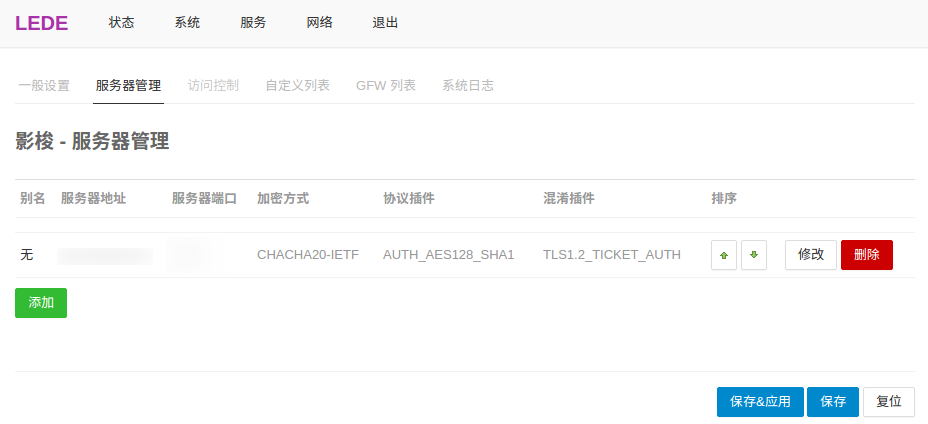 LEDE 状态 系统 服务 网络 退出
一般设置 服务器管理 访问控制 自定义列表 GFW 列表 系统日志
影梭 - 服务器管理
别名 服务器地址 服务器端口 加密方式 协议插件 混淆插件 排序
无 CHACHA20-IETF AUTH_AES128_SHA1 TLS1.2_TICKET_AUTH 修改 删除
添加
保存&应用 保存 复位